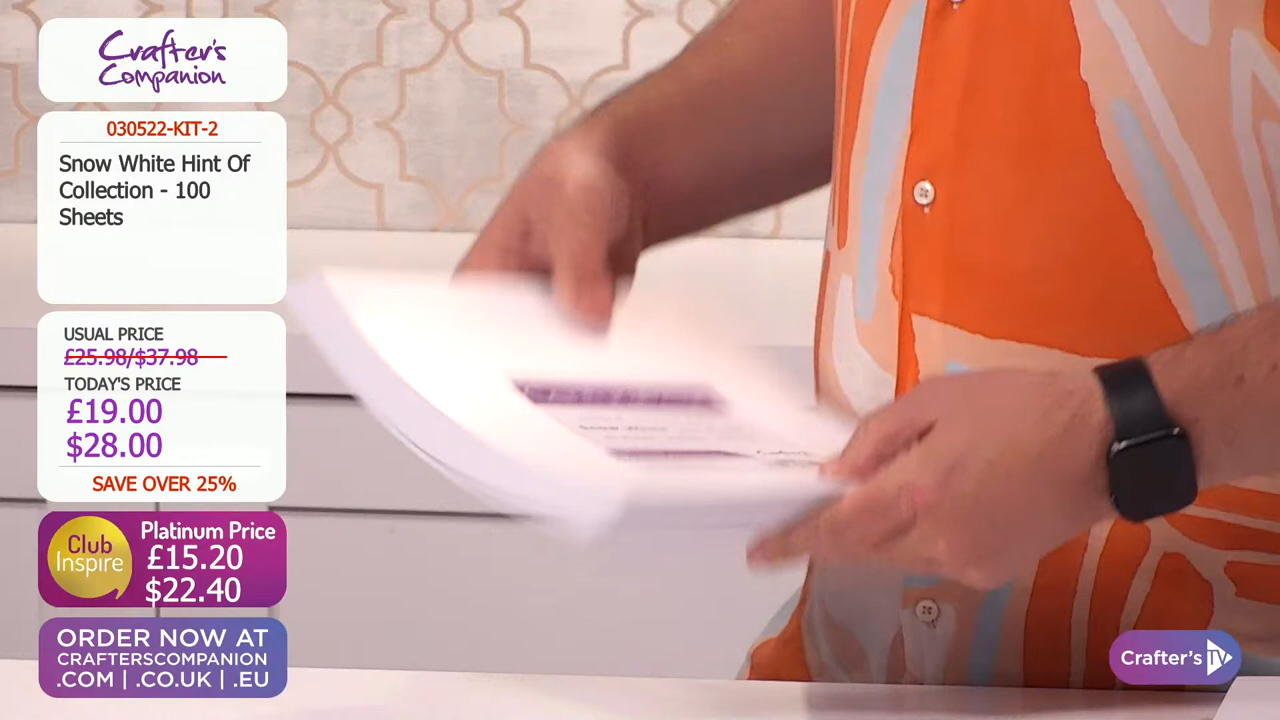 Crafter's
Companion
030522-KIT-2
Snow White Hint Of
Collection - 100
Sheets
USUAL PRICE
£25.98/$37.98
TODAY'S PRICE
£19.00
$28.00
SAVE OVER 25%
Club
Inspire
Platinum Price
£15.20
$22.40
ORDER NOW AT
CRAFTERSCOMPANION
.COM | .CO.UK | .EU
Crafter's TV